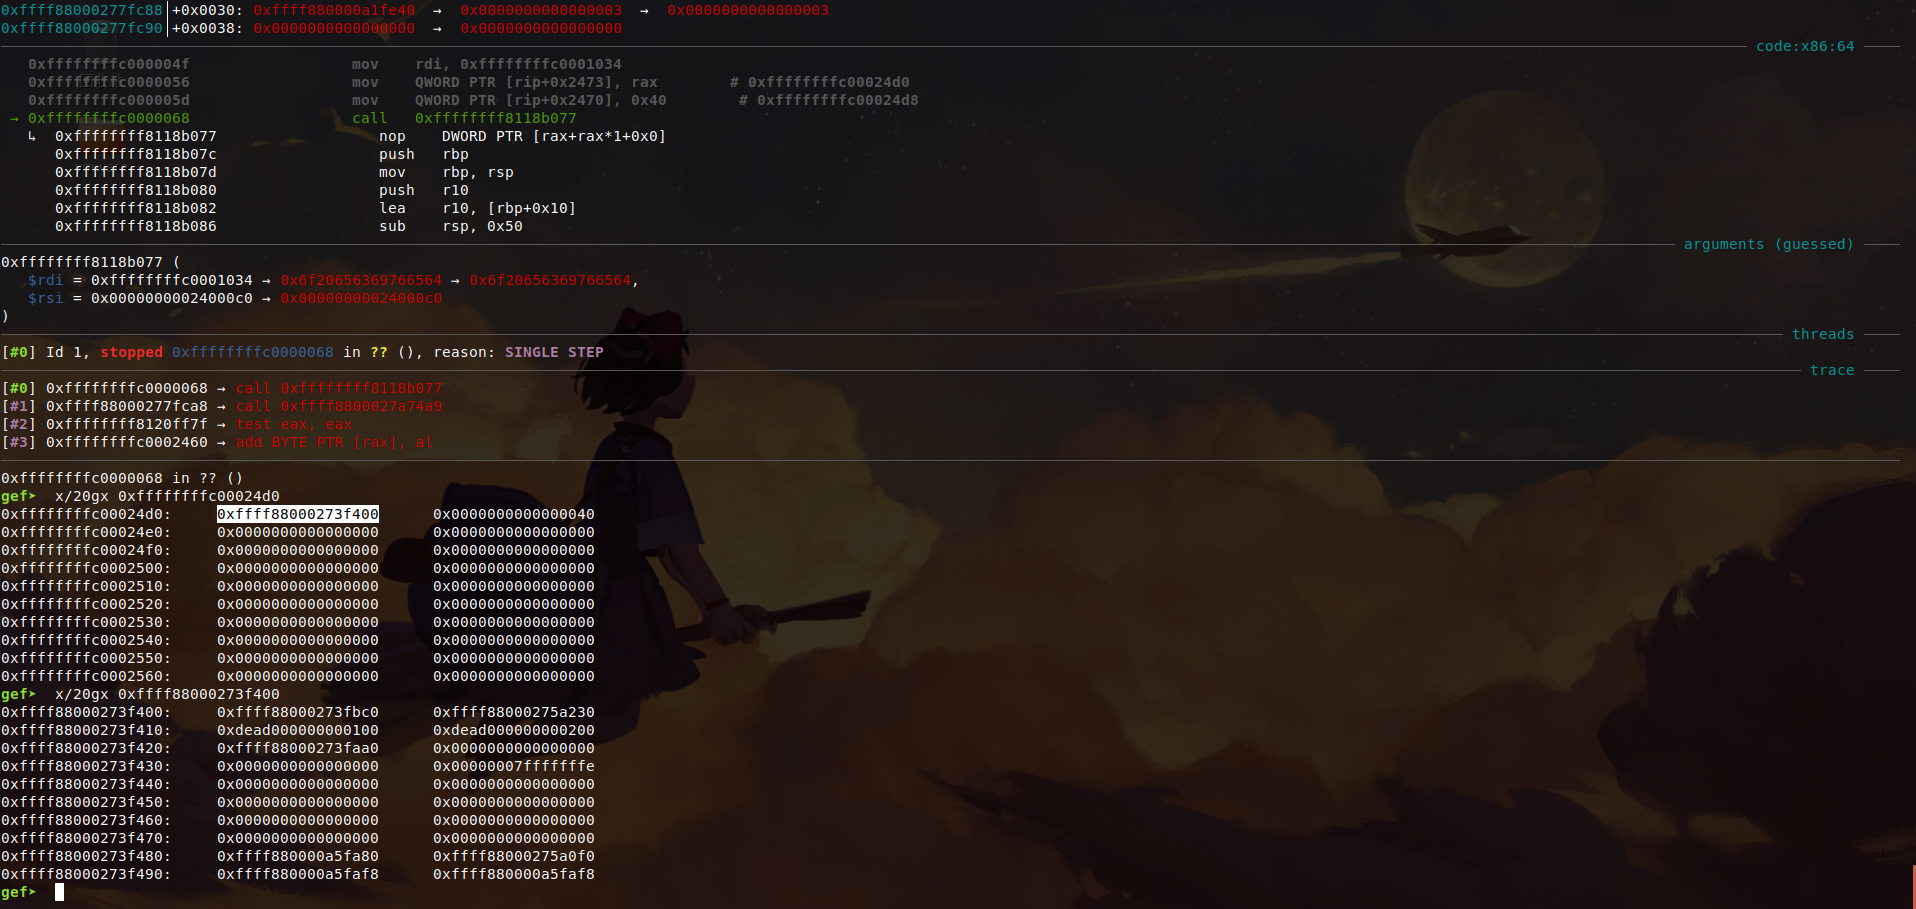 0xffff88000277fc88│+0x0030: 0xffff880000a1fe40 → 0x0000000000000003 → 0x0000000000000003
0xffff88000277fc90│+0x0038: 0x0000000000000000 → 0x0000000000000000
code:x86:64
0xffffffffc000004f mov rdi, 0xffffffffc0001034
0xffffffffc0000056 mov QWORD PTR [rip+0x2473], rax # 0xffffffffc00024d0
0xffffffffc000005d mov QWORD PTR [rip+0x2470], 0x40 # 0xffffffffc00024d8
→ 0xffffffffc0000068 call 0xffffffff8118b077
↳ 0xffffffff8118b077 nop DWORD PTR [rax+rax*1+0x0]
0xffffffff8118b07c push rbp
0xffffffff8118b07d mov rbp, rsp
0xffffffff8118b080 push r10
0xffffffff8118b082 lea r10, [rbp+0x10]
0xffffffff8118b086 sub rsp, 0x50
arguments (guessed)
0xffffffff8118b077 (
$rdi = 0xffffffffc0001034 → 0x6f20656369766564 → 0x6f20656369766564,
$rsi = 0x00000000024000c0 → 0x00000000024000c0
)
threads
[#0] Id 1, stopped 0xffffffffc0000068 in ?? (), reason: SINGLE STEP
trace
[#0] 0xffffffffc0000068 → call 0xffffffff8118b077
[#1] 0xffff88000277fca8 → call 0xffff8800027a74a9
[#2] 0xffffffff8120ff7f → test eax, eax
[#3] 0xffffffffc0002460 → add BYTE PTR [rax], al
0xffffffffc0000068 in ?? ()
gef➤ x/20gx 0xffffffffc00024d0
0xffffffffc00024d0: 0xffff88000273f400 0x0000000000000040
0xffffffffc00024e0: 0x0000000000000000 0x0000000000000000
0xffffffffc00024f0: 0x0000000000000000 0x0000000000000000
0xffffffffc0002500: 0x0000000000000000 0x0000000000000000
0xffffffffc0002510: 0x0000000000000000 0x0000000000000000
0xffffffffc0002520: 0x0000000000000000 0x0000000000000000
0xffffffffc0002530: 0x0000000000000000 0x0000000000000000
0xffffffffc0002540: 0x0000000000000000 0x0000000000000000
0xffffffffc0002550: 0x0000000000000000 0x0000000000000000
0xffffffffc0002560: 0x0000000000000000 0x0000000000000000
gef➤ x/20gx 0xffff88000273f400
0xffff88000273f400: 0xffff88000273fbc0 0xffff88000275a230
0xffff88000273f410: 0xdead000000000100 0xdead000000000200
0xffff88000273f420: 0xffff88000273faa0 0x0000000000000000
0xffff88000273f430: 0x0000000000000000 0x00000007fffffffe
0xffff88000273f440: 0x0000000000000000 0x0000000000000000
0xffff88000273f450: 0x0000000000000000 0x0000000000000000
0xffff88000273f460: 0x0000000000000000 0x0000000000000000
0xffff88000273f470: 0x0000000000000000 0x0000000000000000
0xffff88000273f480: 0xffff880000a5fa80 0xffff88000275a0f0
0xffff88000273f490: 0xffff880000a5faf8 0xffff880000a5faf8
gef➤